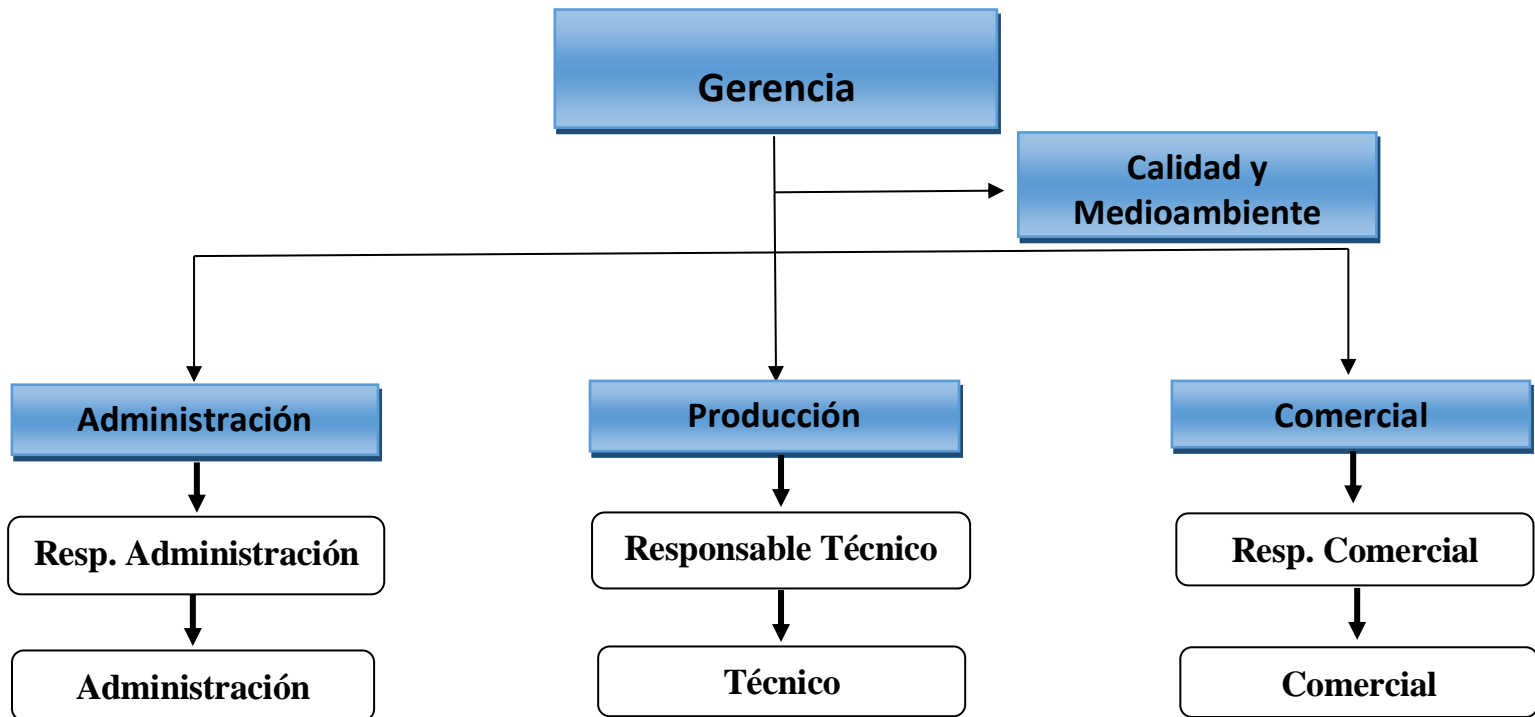 Gerencia
Calidad y
Medioambiente
Administración
Producción
Comercial
Resp. Administración
Responsable Técnico
Resp. Comercial
Administración
Técnico
Comercial